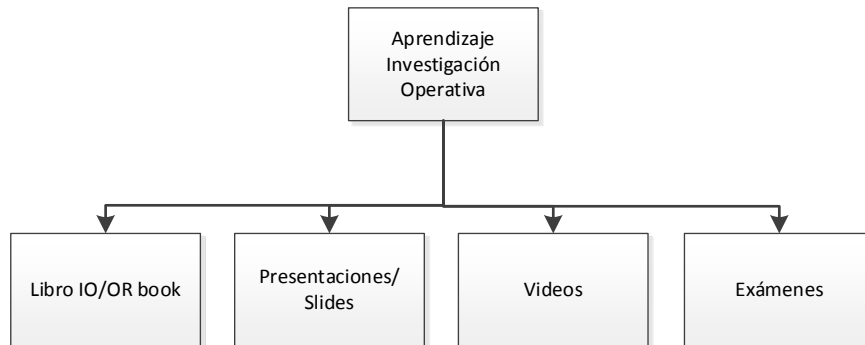 Aprendizaje
Investigación
Operativa
Libro IO/OR book
Presentaciones/
Slides
Videos
Exámenes